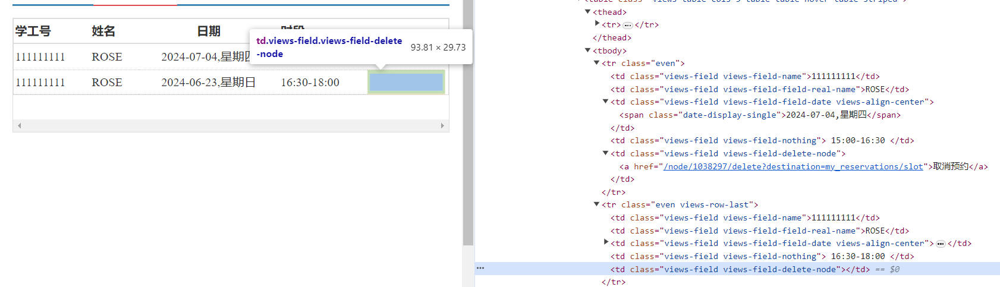 学工号 姓名 日期
111111111 ROSE 2024-07-04,星期四
111111111 ROSE 2024-06-23,星期日 16:30-18:00
td.views-field.views-field-delete
-node
93.81 × 29.73
<thead>
<tr>…</tr>
</thead>
<tbody>
<tr class="even">
<td class="views-field views-field-name">111111111</td>
<td class="views-field views-field-field-real-name">ROSE</td>
<td class="views-field views-field-field-date views-align-center">
<span class="date-display-single">2024-07-04,星期四</span>
</td>
<td class="views-field views-field-nothing"> 15:00-16:30 </td>
<td class="views-field views-field-delete-node">
<a href="/node/1038297/delete?destination=my_reservations/slot">取消预约</a>
</td>
</tr>
<tr class="even views-row-last">
<td class="views-field views-field-name">111111111</td>
<td class="views-field views-field-field-real-name">ROSE</td>
<td class="views-field views-field-field-date views-align-center">…</td>
<td class="views-field views-field-nothing"> 16:30-18:00 </td>
<td class="views-field views-field-delete-node"></td> == $0
</tr>